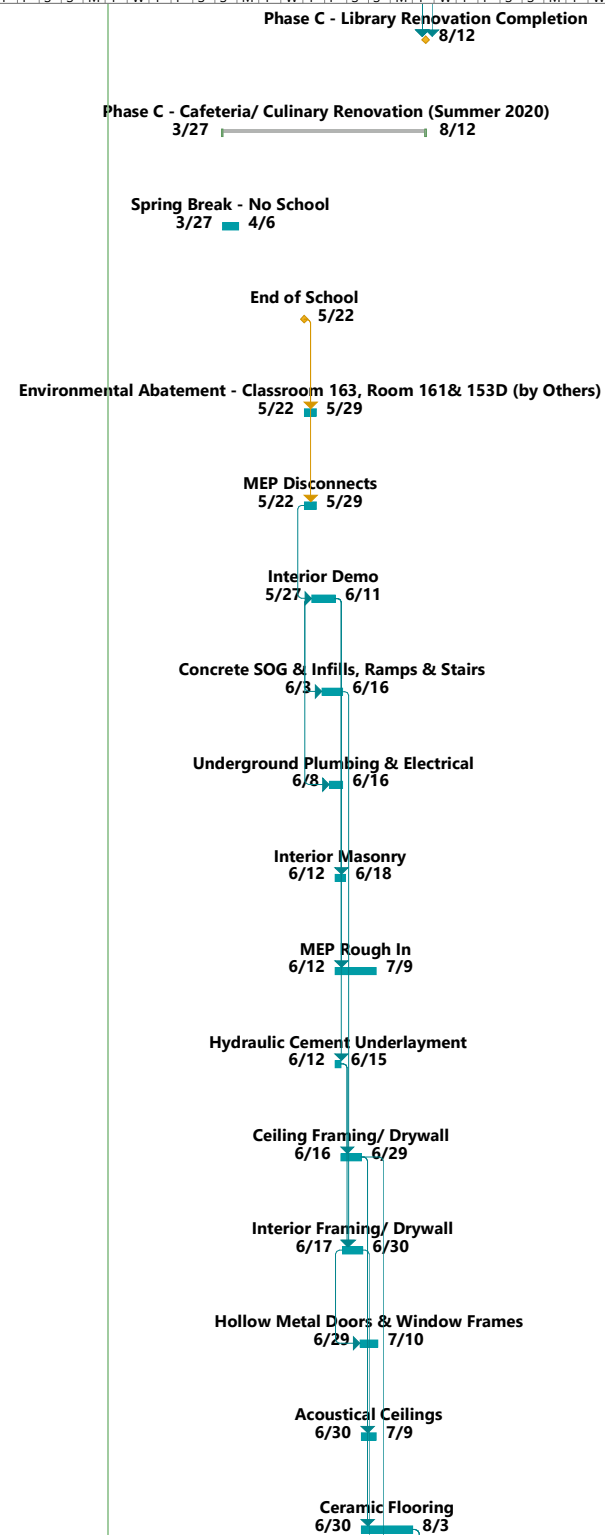 Phase C - Library Renovation Completion
8/12
Phase C - Cafeteria/ Culinary Renovation (Summer 2020)
3/27 8/12
Spring Break - No School
3/27 4/6
End of School
5/22
Environmental Abatement - Classroom 163, Room 161& 153D (by Others)
5/22 5/29
MEP Disconnects
5/22 5/29
Interior Demo
5/27 6/11
Concrete SOG & Infills, Ramps & Stairs
6/3 6/16
Underground Plumbing & Electrical
6/8 6/16
Interior Masonry
6/12 6/18
MEP Rough In
6/12 7/9
Hydraulic Cement Underlayment
6/12 6/15
Ceiling Framing/ Drywall
6/16 6/29
Interior Framing/ Drywall
6/17 6/30
Hollow Metal Doors & Window Frames
6/29 7/10
Acoustical Ceilings
6/30 7/9
Ceramic Flooring
6/30 8/3